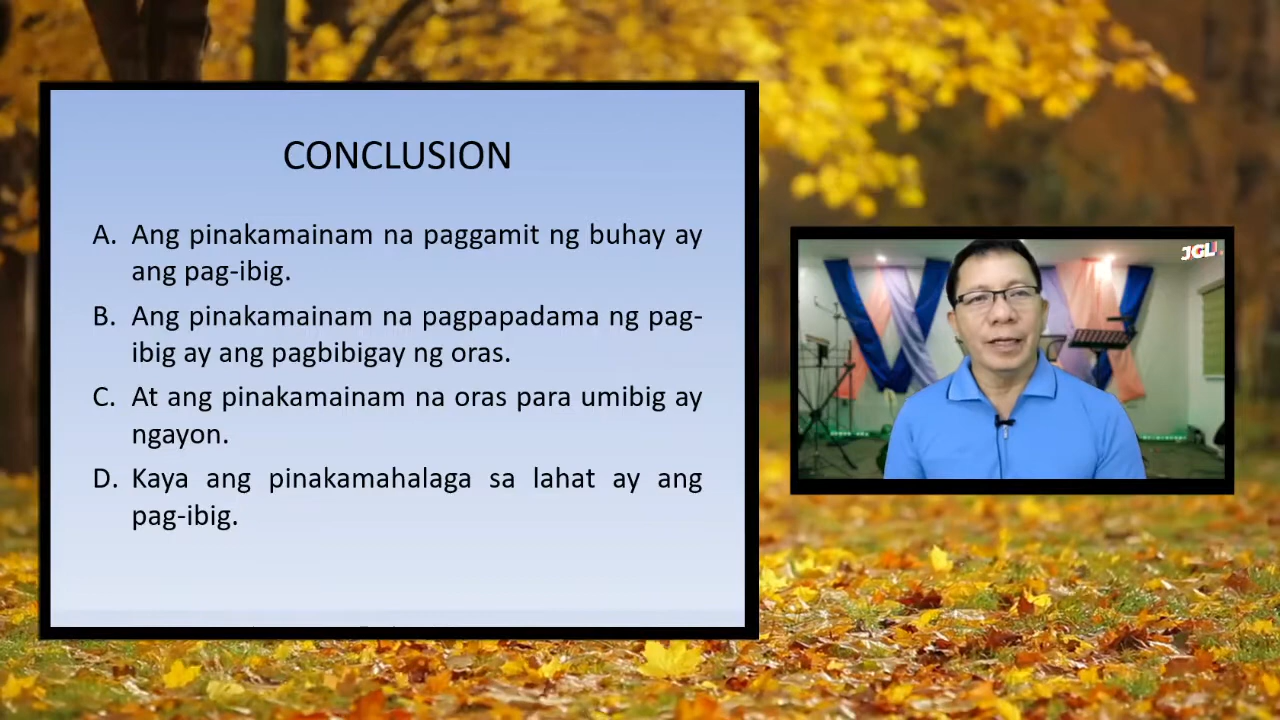 CONCLUSION
A. Ang pinakamainam na paggamit ng buhay ay
ang pag-ibig.
B. Ang pinakamainam na pagpapadama ng pag-
ibig ay ang pagbibigay ng oras.
C. At ang pinakamainam na oras para umibig ay
ngayon.
D. Kaya ang pinakamahalaga sa lahat ay ang
pag-ibig.